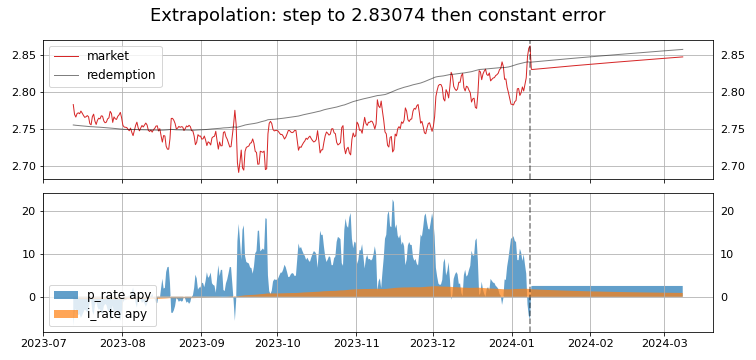 Extrapolation: step to 2.83074 then constant error
market
redemption
2.85 2.85
2.80 2.80
2.75 2.75
2.70 2.70
20 20
10 10
0 0
p_rate apy
i_rate apy
2023-07 2023-08 2023-09 2023-10 2023-11 2023-12 2024-01 2024-02 2024-03